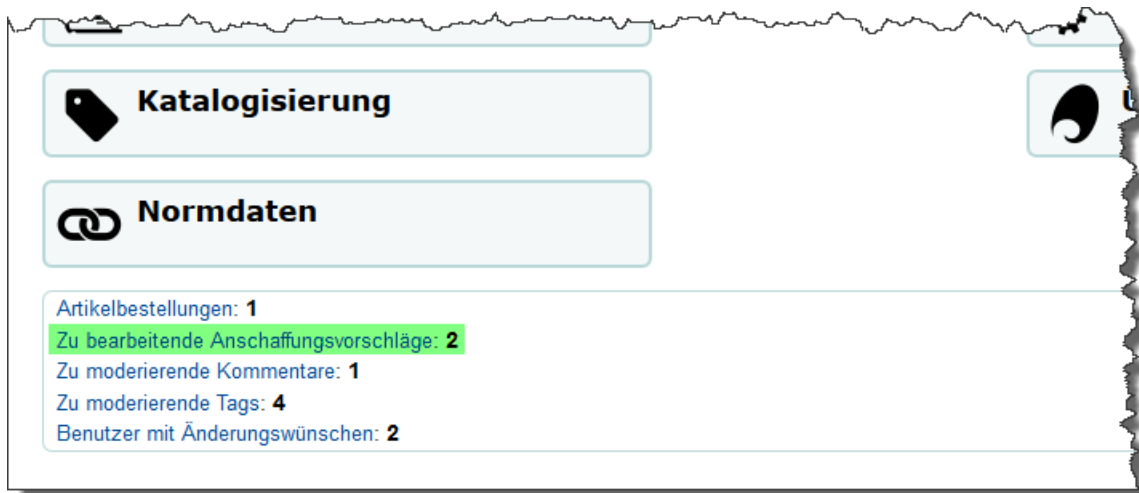 Katalogisierung
Normdaten
Artikelbestellungen: 1
Zu bearbeitende Anschaffungsvorschläge: 2
Zu moderierende Kommentare: 1
Zu moderierende Tags: 4
Benutzer mit Änderungswünschen: 2